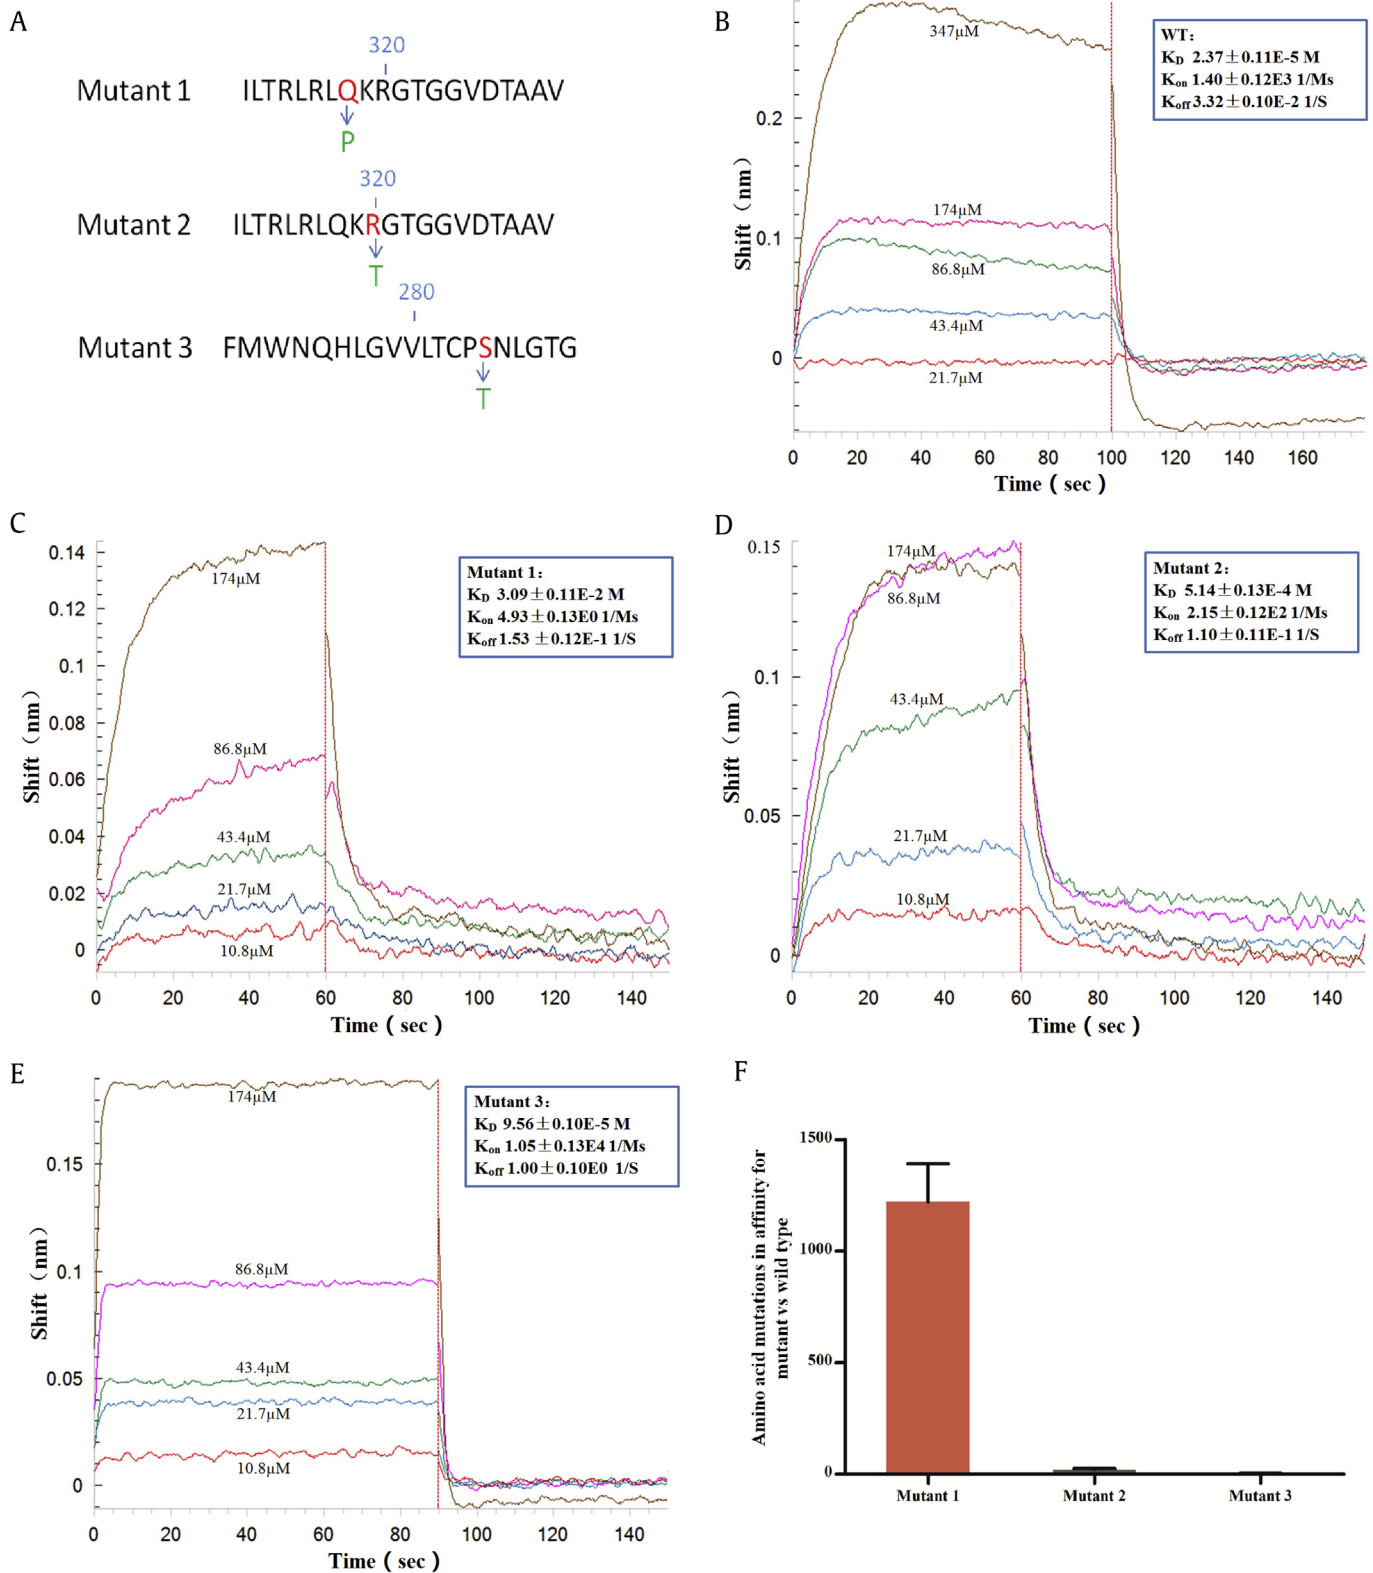 A
320
Mutant 1 ILTRLRLQKRGTGGVDTAAV
P
320
Mutant 2 ILTRLRLQKRGTGGVDTAAV
T
280
Mutant 3 FMWNQHLGVVLTCPSNLGTG
T
B
347μM
174μM
86.8μM
43.4μM
21.7μM
WT:
KD 2.37±0.11E-5 M
Kon 1.40±0.12E3 1/Ms
Koff 3.32±0.10E-2 1/S
Shift (nm)
0.2
0.1
0
0 20 40 60 80 100 120 140 160
Time (sec)
C
174μM
86.8μM
43.4μM
21.7μM
10.8μM
Mutant 1:
KD 3.09±0.11E-2 M
Kon 4.93±0.13E0 1/Ms
Koff 1.53 ±0.12E-1 1/S
Shift (nm)
0.14
0.12
0.1
0.08
0.06
0.04
0.02
0
0 20 40 60 80 100 120 140
Time (sec)
D
174μM
86.8μM
43.4μM
21.7μM
10.8μM
Mutant 2:
KD 5.14±0.13E-4 M
Kon 2.15±0.12E2 1/Ms
Koff 1.10±0.11E-1 1/S
Shift (nm)
0.15
0.1
0.05
0
0 20 40 60 80 100 120 140
Time (sec)
E
174μM
86.8μM
43.4μM
21.7μM
10.8μM
Mutant 3:
KD 9.56±0.10E-5 M
Kon 1.05±0.13E4 1/Ms
Koff 1.00±0.10E0 1/S
Shift (nm)
0.15
0.1
0.05
0
0 20 40 60 80 100 120 140
Time (sec)
F
Amino acid mutations in affinity for
mutant vs wild type
1500
1000
500
0
Mutant 1 Mutant 2 Mutant 3